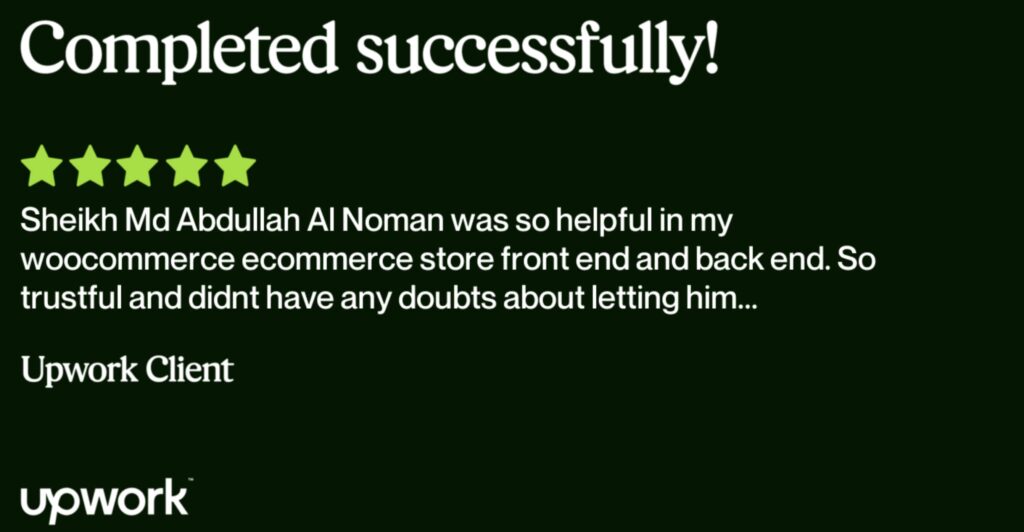 Completed successfully!
Sheikh Md Abdullah Al Noman was so helpful in my
woocommerce ecommerce store front end and back end. So
trustful and didnt have any doubts about letting him...
Upwork Client
upwork™